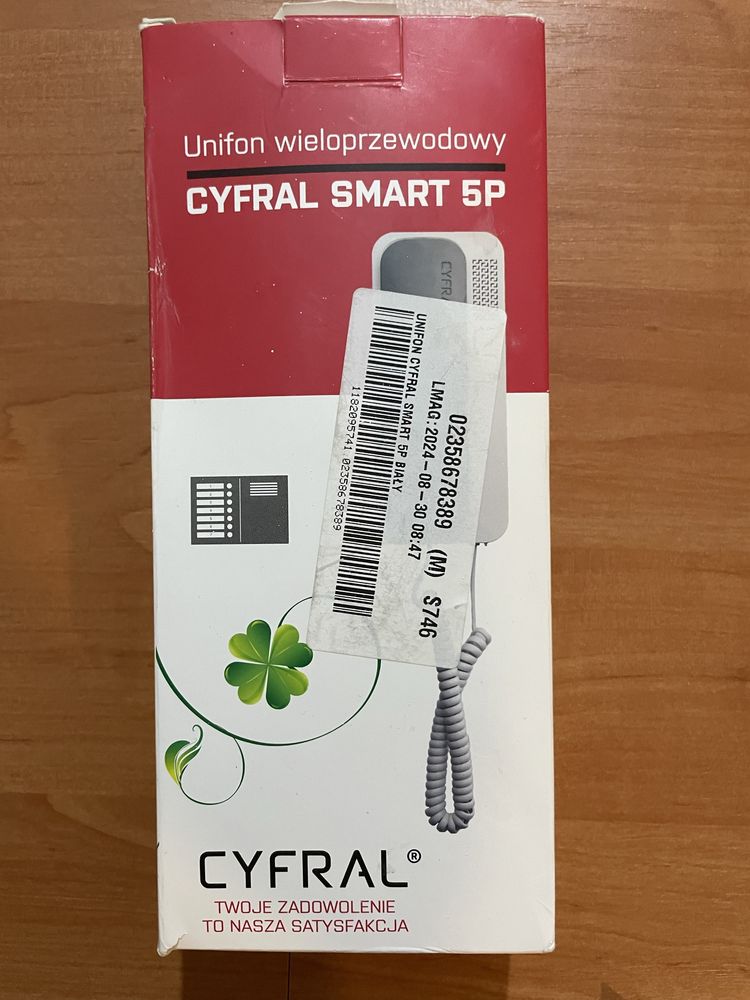 Unifon wieloprzewodowy
CYFRAL SMART 5P
CYFRA
02358678389 (M) S746
LMAG:2024-08-30 08:47
UNIFON CYFRAL SMART 5P BIAŁY
1182095741 02358678389
CYFRAL®
TWOJE ZADOWOLENIE
TO NASZA SATYSFAKCJA